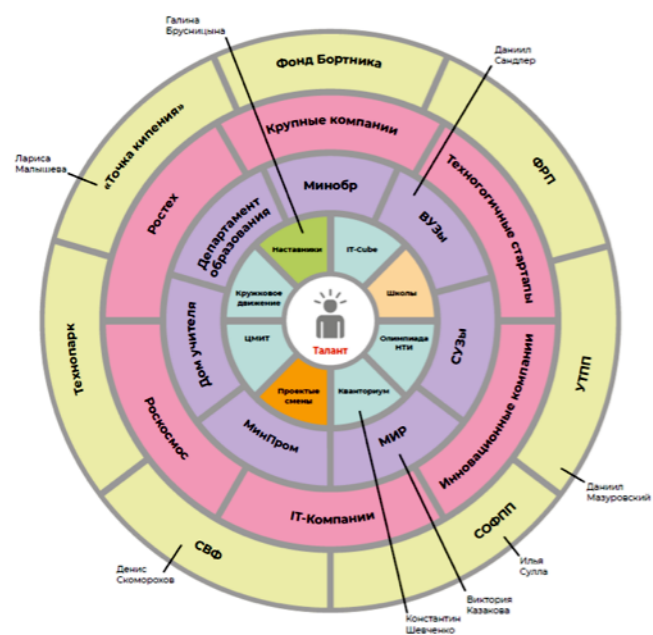 Галина
Брусницына
Фонд Бортника
Даниил
Сандлер
«Точка кипения»
Крупные компании
ФРП
Лариса
Малышева
Ростех
Департамент
образования
Минобр
ВУЗы
Техногичные стартапы
Наставники
IT-Cube
Кружковое
движение
Школы
Талант
ЦМИТ
Олимпиада
НТИ
Проектые
смены
Кванториум
Дом учителя
СУЗы
Технопарк
УТПП
Роскосмос
МинПром
МИР
Инновационные компании
IT-Компании
СВФ
СОФПП
Даниил
Мазуровский
Денис
Скоморохов
Илья
Сулла
Виктория
Казакова
Константин
Шевченко